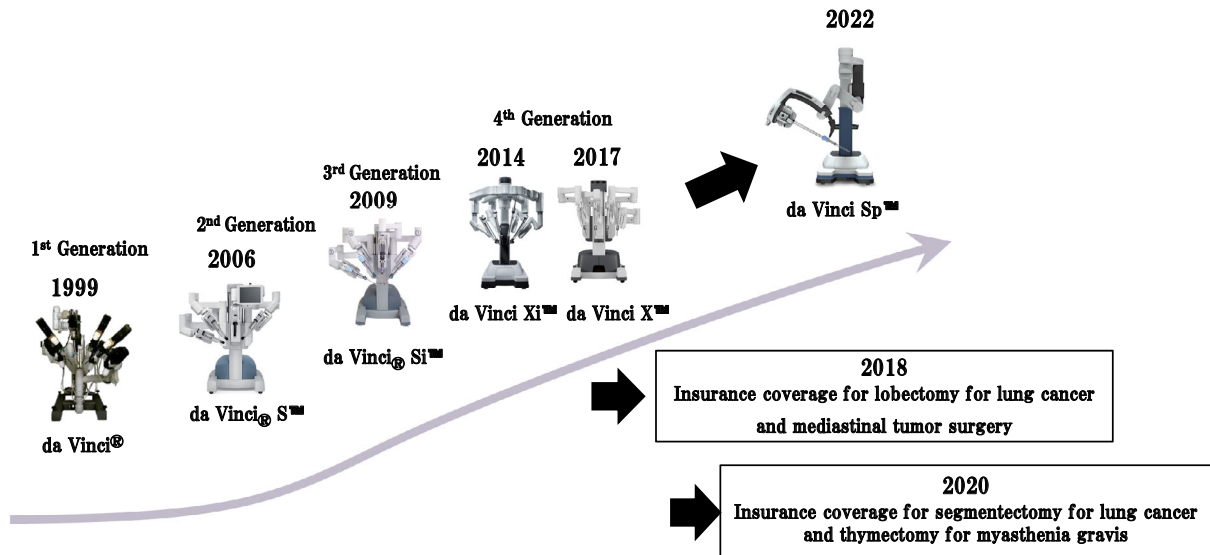 1st Generation
1999
da Vinci®
2nd Generation
2006
da Vinci® S™
3rd Generation
2009
da Vinci® Si™
4th Generation
2014
da Vinci Xi™
2017
da Vinci X™
2022
da Vinci Sp™
2018
Insurance coverage for lobectomy for lung cancer
and mediastinal tumor surgery
2020
Insurance coverage for segmentectomy for lung cancer
and thymectomy for myasthenia gravis